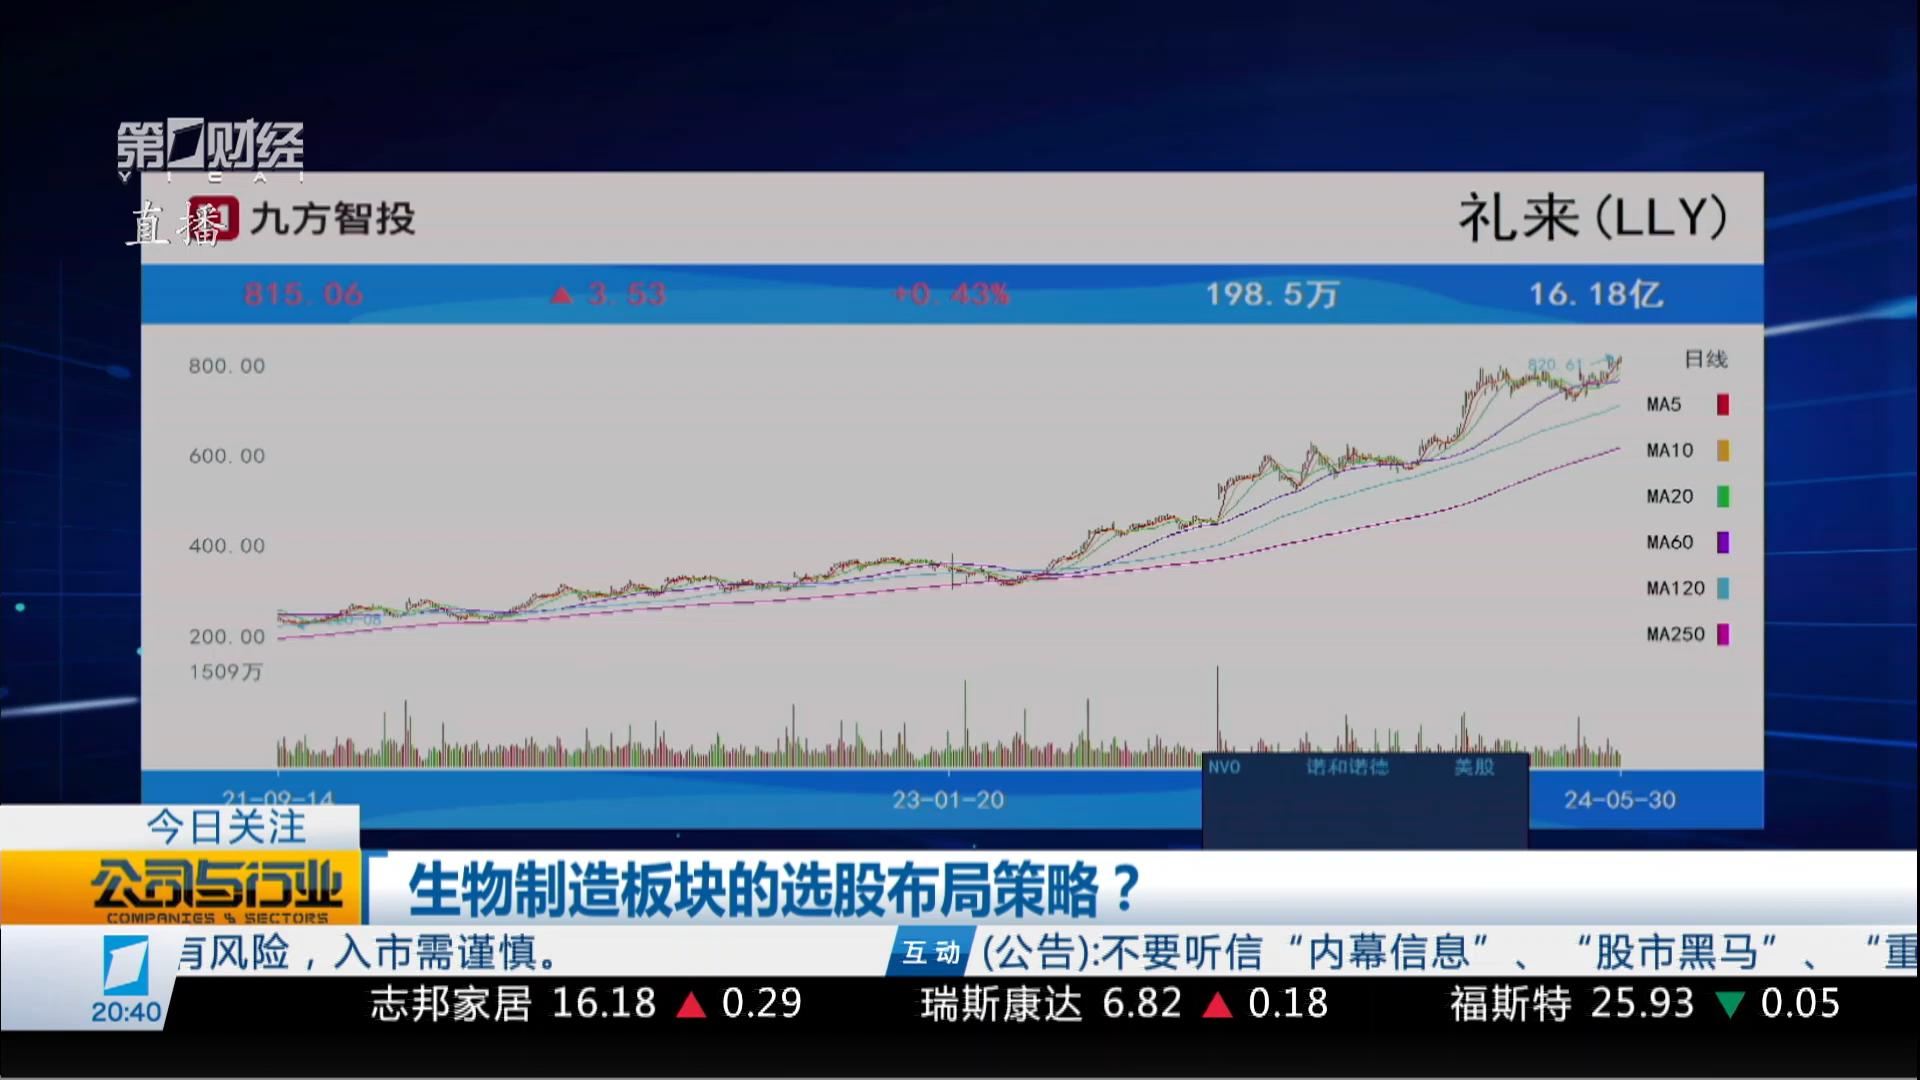 第一财经
YICAI
直播
九方智投
礼来(LLY)
815.06 ▲ 3.53 +0.43% 198.5万 16.18亿
800.00
820.61
日线
MA5
600.00
MA10
MA20
400.00
MA60
MA120
200.00
MA250
1509万
NVO 诺和诺德 美股
21-09-14 23-01-20 24-05-30
今日关注
公司与行业
COMPANIES & SECTORS
生物制造板块的选股布局策略？
有风险，入市需谨慎。 互动 (公告):不要听信“内幕信息”、“股市黑马”、“重
20:40
志邦家居 16.18 ▲ 0.29 瑞斯康达 6.82 ▲ 0.18 福斯特 25.93 ▼ 0.05